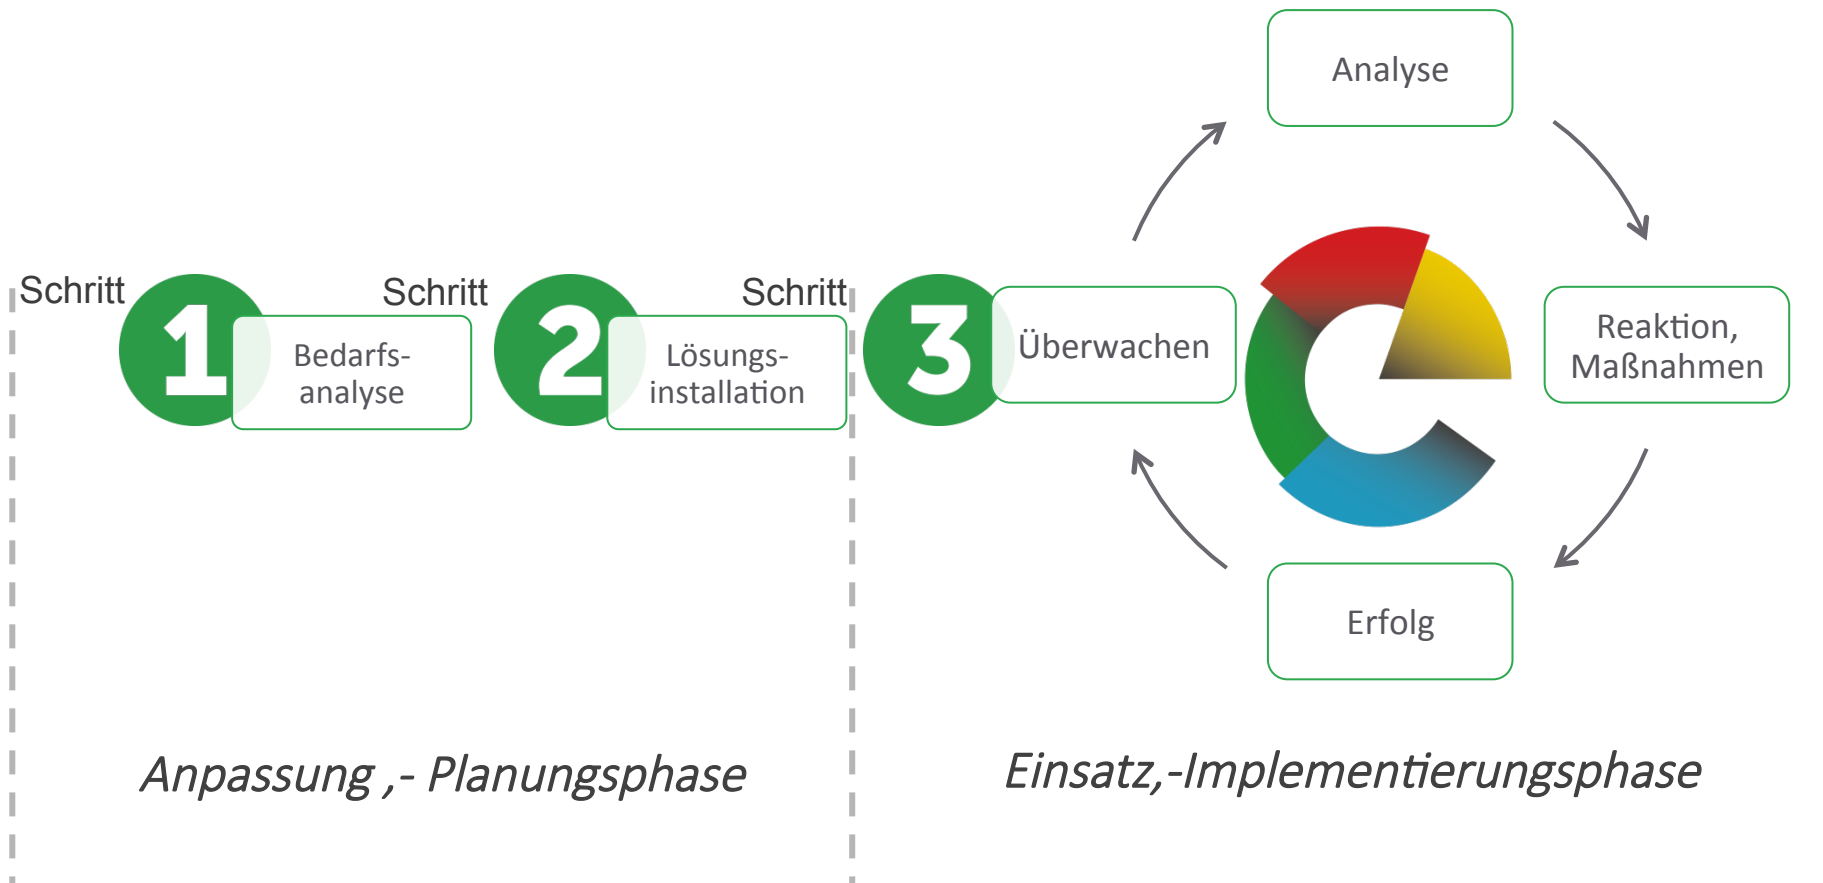 Analyse
Schritt
1
Bedarfs-
analyse
Schritt
2
Lösungs-
installation
Schritt
3
Überwachen
Reaktion,
Maßnahmen
Erfolg
Anpassung ,- Planungsphase
Einsatz,-Implementierungsphase